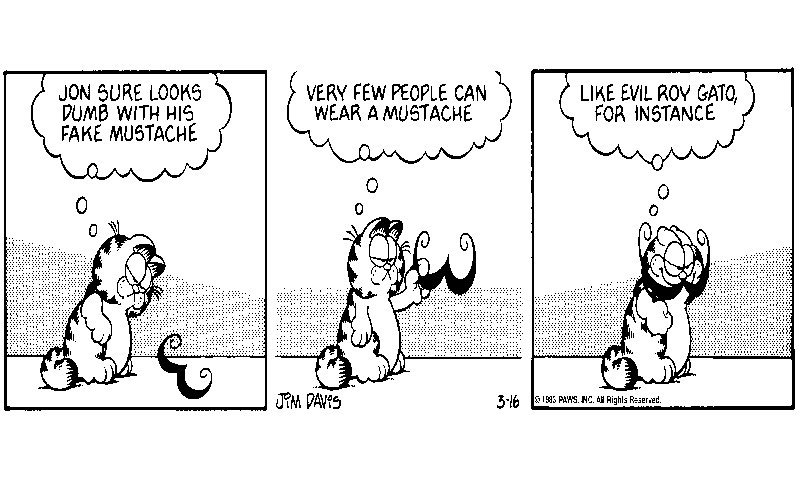 JON SURE LOOKS
DUMB WITH HIS
FAKE MUSTACHE
VERY FEW PEOPLE CAN
WEAR A MUSTACHE
JIM DAVIS
3-16
LIKE EVIL ROY GATO,
FOR INSTANCE
© 1983 PAWS, INC. All Rights Reserved.